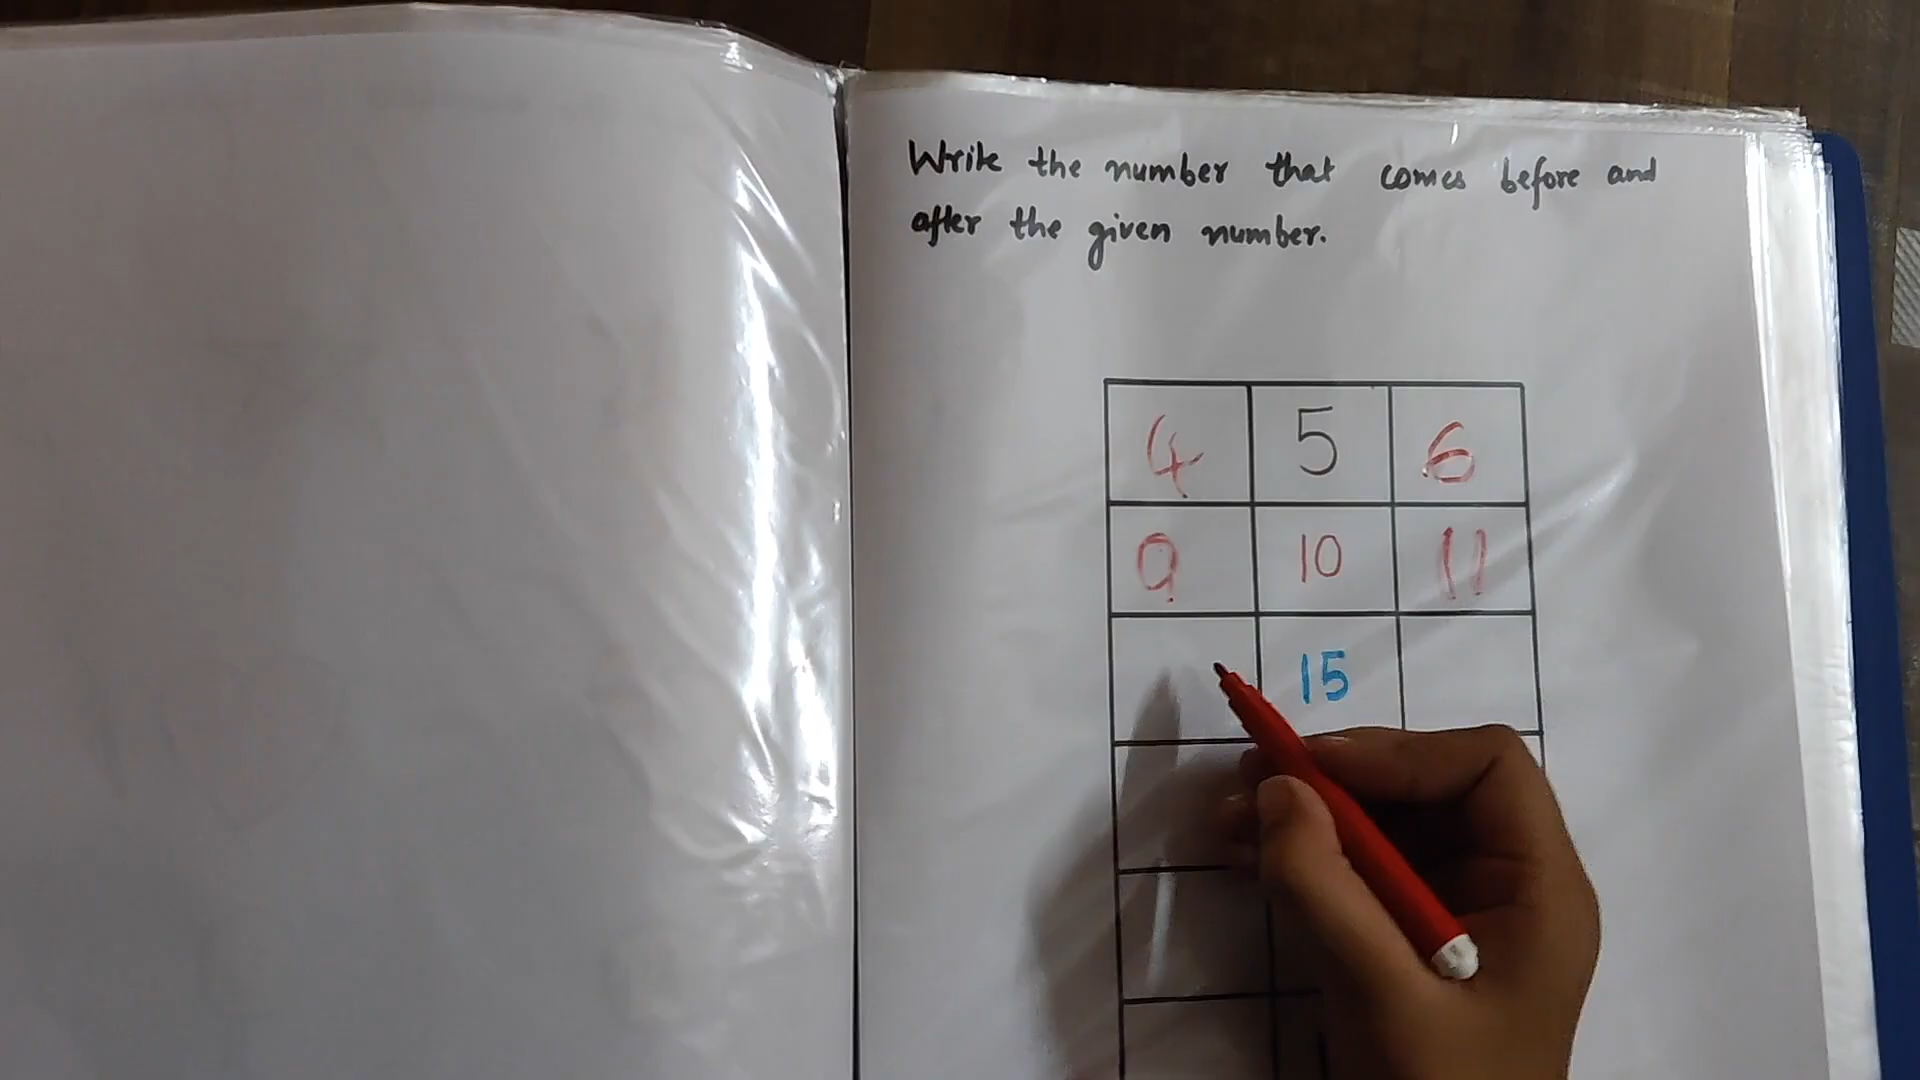 Write the number that comes before and
after the given number.
4 5 6
9 10 11
15